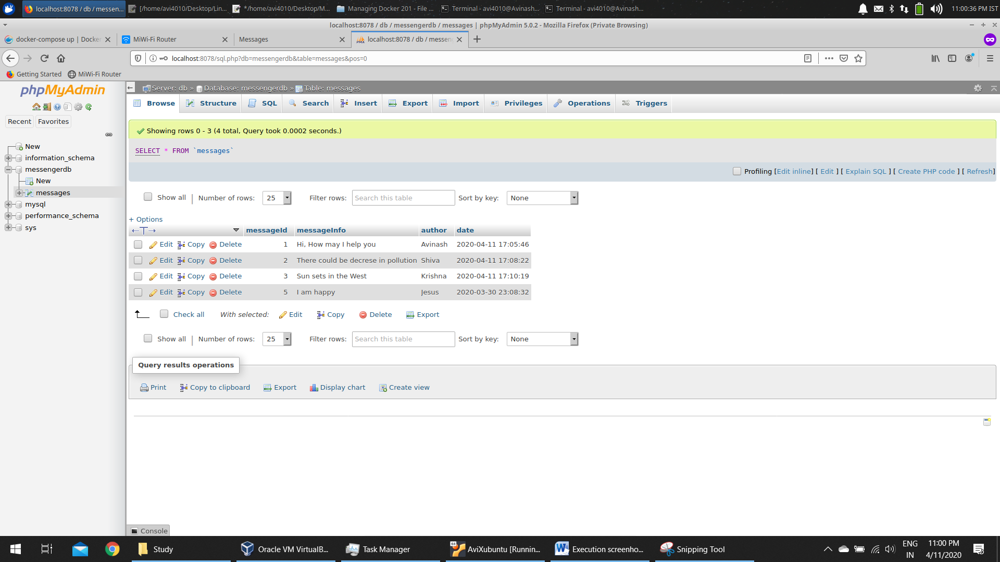 localhost:8078 / db / messen...
[/home/avi4010/Desktop/Lin...
*/home/avi4010/Desktop/M...
Managing Docker 201 - File ...
Terminal - avi4010@Avinash...
Terminal - avi4010@Avinash...
11:00:36 PM IST
localhost:8078 / db / messengerdb / messages | phpMyAdmin 5.0.2 - Mozilla Firefox (Private Browsing)
docker-compose up | Docker
MiWi-Fi Router
Messages
localhost:8078 / db / messen
localhost:8078/sql.php?db=messengerdb&table=messages&pos=0
Getting Started
MiWi-Fi Router
phpMyAdmin
Recent
Favorites
New
information_schema
messengerdb
New
messages
mysql
performance_schema
sys
Server: db » Database: messengerdb » Table: messages
Browse
Structure
SQL
Search
Insert
Export
Import
Privileges
Operations
Triggers
Showing rows 0 - 3 (4 total, Query took 0.0002 seconds.)
SELECT * FROM `messages`
Profiling [Edit inline] [ Edit ] [ Explain SQL ] [ Create PHP code ] [ Refresh]
Show all | Number of rows: 25 Filter rows: Search this table Sort by key: None
+ Options
messageId messageInfo author date
Edit Copy Delete 1 Hi, How may I help you Avinash 2020-04-11 17:05:46
Edit Copy Delete 2 There could be decrese in pollution Shiva 2020-04-11 17:08:22
Edit Copy Delete 3 Sun sets in the West Krishna 2020-04-11 17:10:19
Edit Copy Delete 5 I am happy Jesus 2020-03-30 23:08:32
Check all With selected: Edit Copy Delete Export
Show all | Number of rows: 25 Filter rows: Search this table Sort by key: None
Query results operations
Print Copy to clipboard Export Display chart Create view
Console
Study
Oracle VM VirtualB...
Task Manager
AviXubuntu [Runnin...
Execution screensho...
Snipping Tool
ENG
IN
11:00 PM
4/11/2020